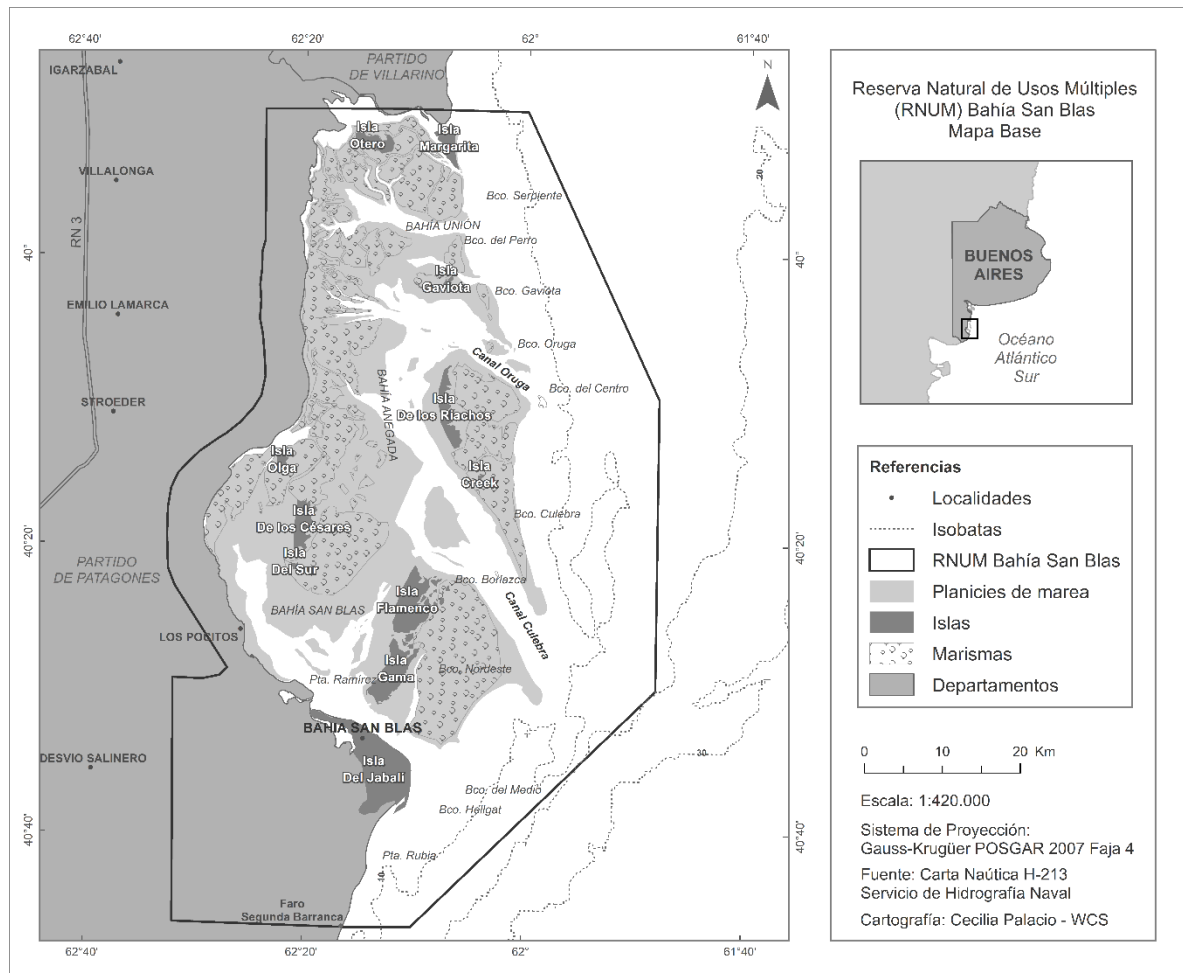 62°40'
62°20'
62°
61°40'
IGARZABAL
PARTIDO
DE VILLARINO
N
Isla
Otero
Isla
Margarita
20
VILLALONGA
Bco. Serpiente
RN 3
BAHÍA UNIÓN
Bco. del Perro
40°
40°
Isla
Gaviota
Bco. Gaviota
EMILIO LAMARCA
Bco. Oruga
Canal Oruga
Bco. del Centro
BAHÍA ANEGADA
STROEDER
Isla
De los Riachos
Isla
Olga
Isla
Creek
Isla
De los Césares
Bco. Culebra
40°20'
40°20'
Isla
Del Sur
PARTIDO
DE PATAGONES
Bco. Borrazca
Isla
Flamenco
Canal Culebra
BAHÍA SAN BLAS
LOS POCITOS
Isla
Gama
Bco. Nordeste
Pta. Ramírez
BAHIA SAN BLAS
DESVIO SALINERO
30
Isla
Del Jabalí
Bco. del Medio
Bco. Hellgat
40°40'
40°40'
Pta. Rubia
10
Faro
Segunda Barranca
62°40'
62°20'
62°
61°40'
Reserva Natural de Usos Múltiples
(RNUM) Bahía San Blas
Mapa Base
BUENOS
AIRES
Océano
Atlántico
Sur
Referencias
Localidades
Isobatas
RNUM Bahía San Blas
Planicies de marea
Islas
Marismas
Departamentos
0 10 20 Km
Escala: 1:420.000
Sistema de Proyección:
Gauss-Krugüer POSGAR 2007 Faja 4
Fuente: Carta Naútica H-213
Servicio de Hidrografía Naval
Cartografía: Cecilia Palacio - WCS